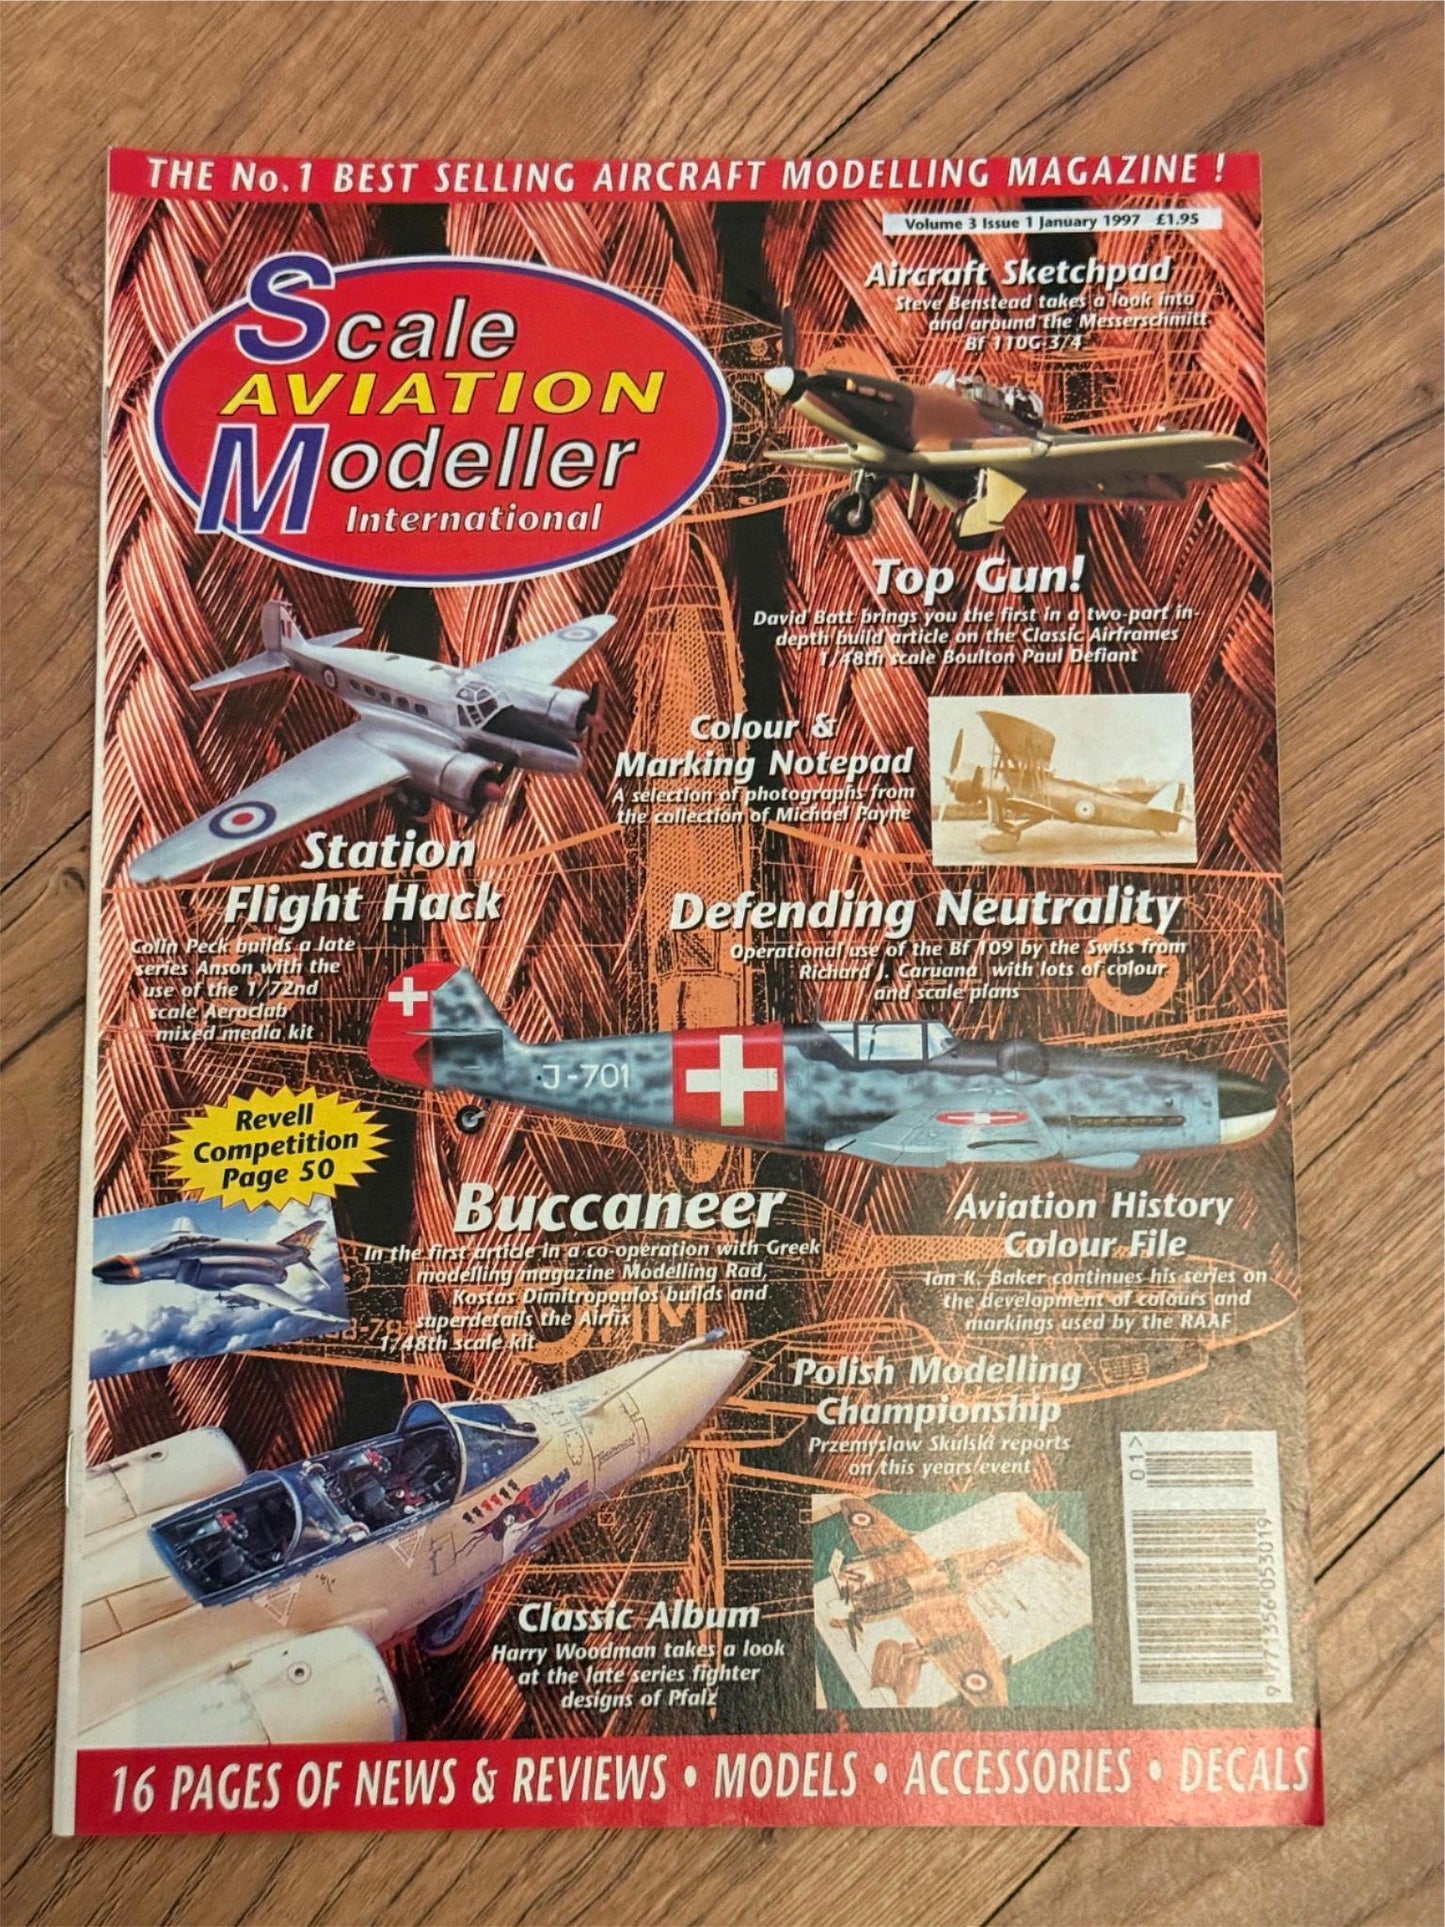 THE No.1 BEST SELLING AIRCRAFT MODELLING MAGAZINE !
Volume 3 Issue 1 January 1997 £1.95
Scale
AVIATION
Modeller
International
Aircraft Sketchpad
Steve Benstead takes a look into
and around the Messerschmitt
Bf 110G-3/4
Top Gun!
David Batt brings you the first in a two-part in-
depth build article on the Classic Airframes
1/48th scale Boulton Paul Defiant
Colour &
Marking Notepad
A selection of photographs from
the collection of Michael Payne
Station
Flight Hack
Colin Peck builds a late
series Anson with the
use of the 1/72nd
scale Aeroclub
mixed media kit
Defending Neutrality
Operational use of the Bf 109 by the Swiss from
Richard J. Caruana with lots of colour
and scale plans
J-701
Revell
Competition
Page 50
Buccaneer
In the first article in a co-operation with Greek
modelling magazine Modelling Rad,
Kostas Dimitropoulos builds and
superdetails the Airfix
1/48th scale kit
Aviation History
Colour File
Ian K. Baker continues his series on
the development of colours and
markings used by the RAAF
Polish Modelling
Championship
Przemyslaw Skulski reports
on this years event
Classic Album
Harry Woodman takes a look
at the late series fighter
designs of Pfalz
01>
9 771356 053019
16 PAGES OF NEWS & REVIEWS • MODELS • ACCESSORIES • DECALS